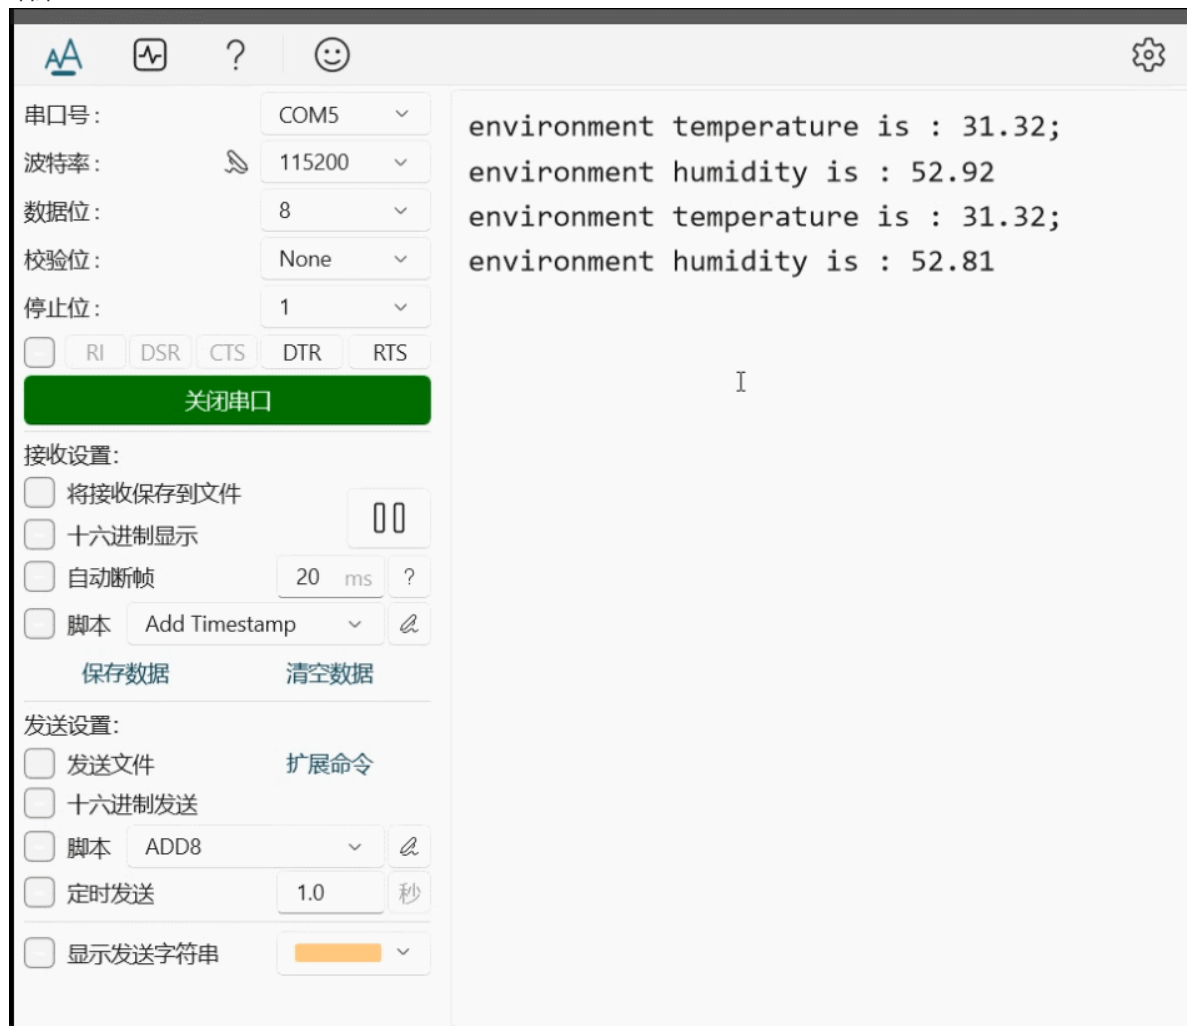 串口号:
COM5
波特率:
115200
数据位:
8
校验位:
None
停止位:
1
RI
DSR
CTS
DTR
RTS
关闭串口
接收设置:
将接收保存到文件
十六进制显示
自动断帧
20 ms
?
脚本
Add Timestamp
保存数据
清空数据
发送设置:
发送文件
扩展命令
十六进制发送
脚本
ADD8
定时发送
1.0
秒
显示发送字符串
environment temperature is : 31.32;
environment humidity is : 52.92
environment temperature is : 31.32;
environment humidity is : 52.81